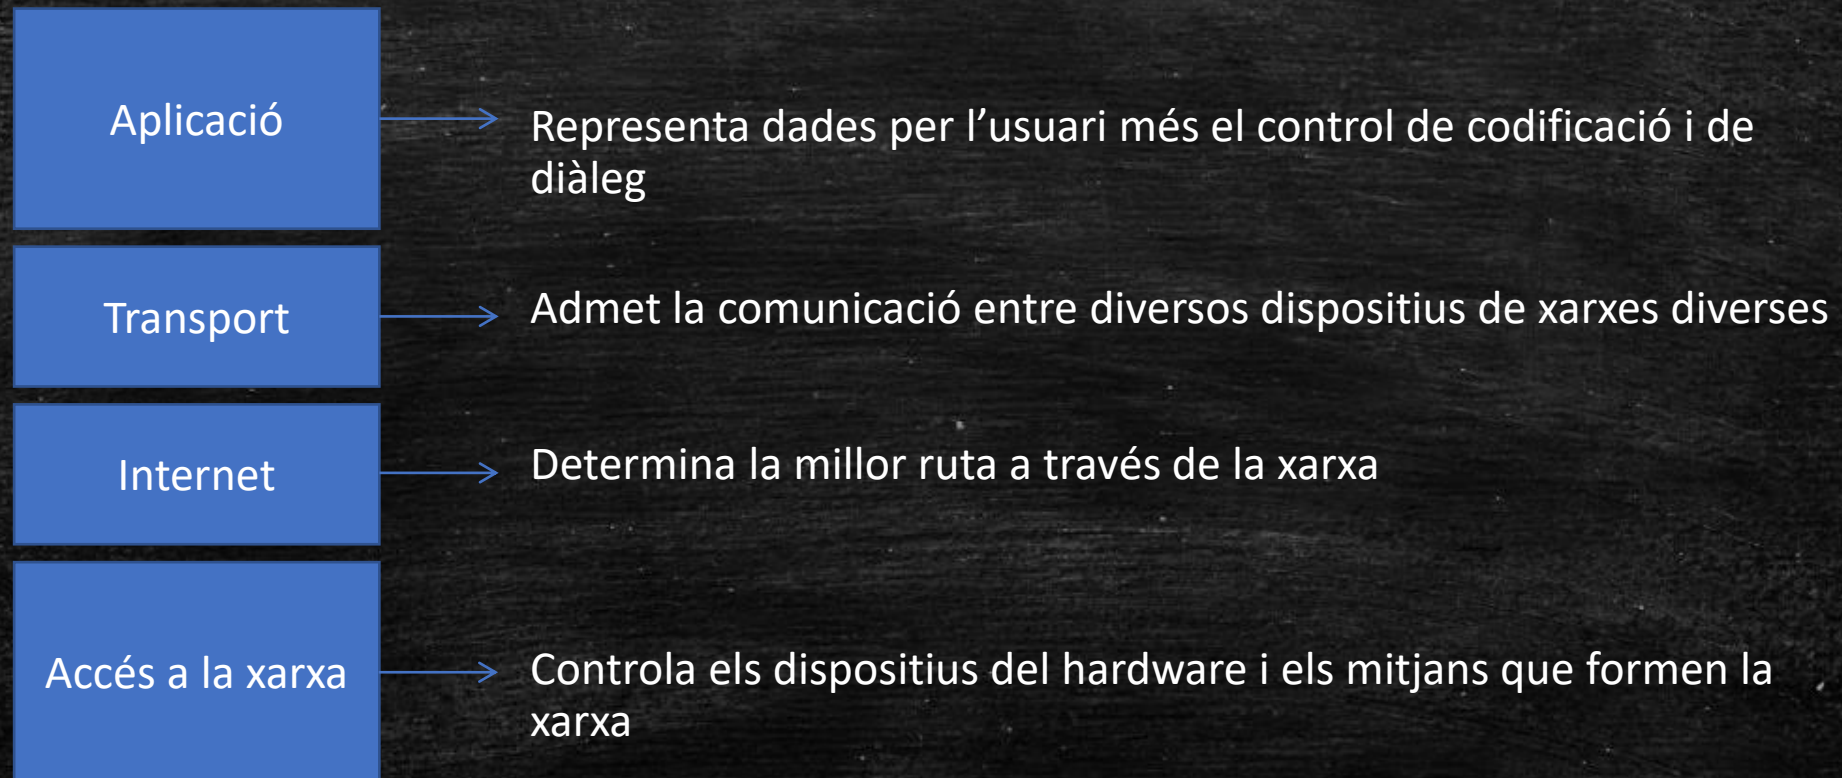 Aplicació
Representa dades per l’usuari més el control de codificació i de
diàleg
Transport
Admet la comunicació entre diversos dispositius de xarxes diverses
Internet
Determina la millor ruta a través de la xarxa
Accés a la xarxa
Controla els dispositius del hardware i els mitjans que formen la
xarxa